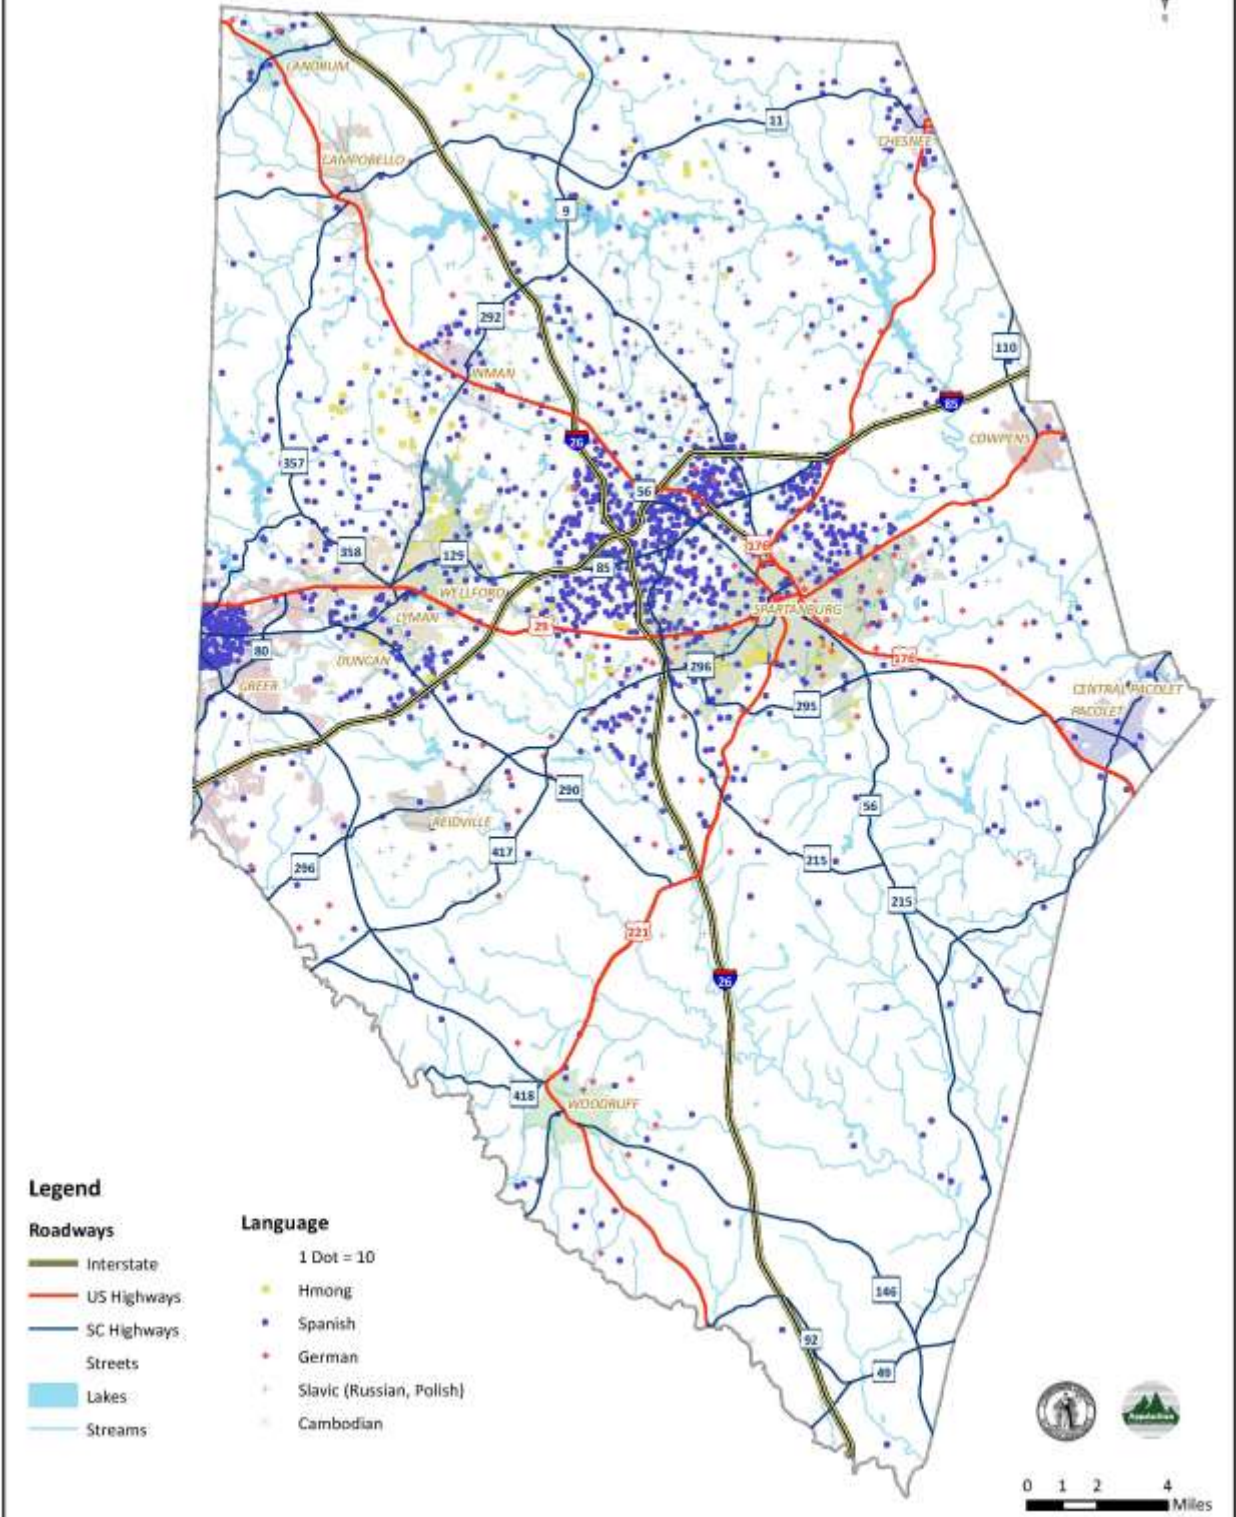 LANDRUM
11
CHESNEE
CAMPOBELLO
9
292
110
INMAN
85
26
COWPENS
357
56
176
358
129
85
WELLFORD
SPARTANBURG
LYMAN
29
80
DUNCAN
296
176
GREER
CENTRAL PACOLET
PACOLET
295
290
56
REIDVILLE
417
215
296
215
221
26
418
WOODRUFF
146
92
49
Legend
Roadways
Interstate
US Highways
SC Highways
Streets
Lakes
Streams
Language
1 Dot = 10
Hmong
Spanish
German
Slavic (Russian, Polish)
Cambodian
Appalachian
0 1 2 4
Miles